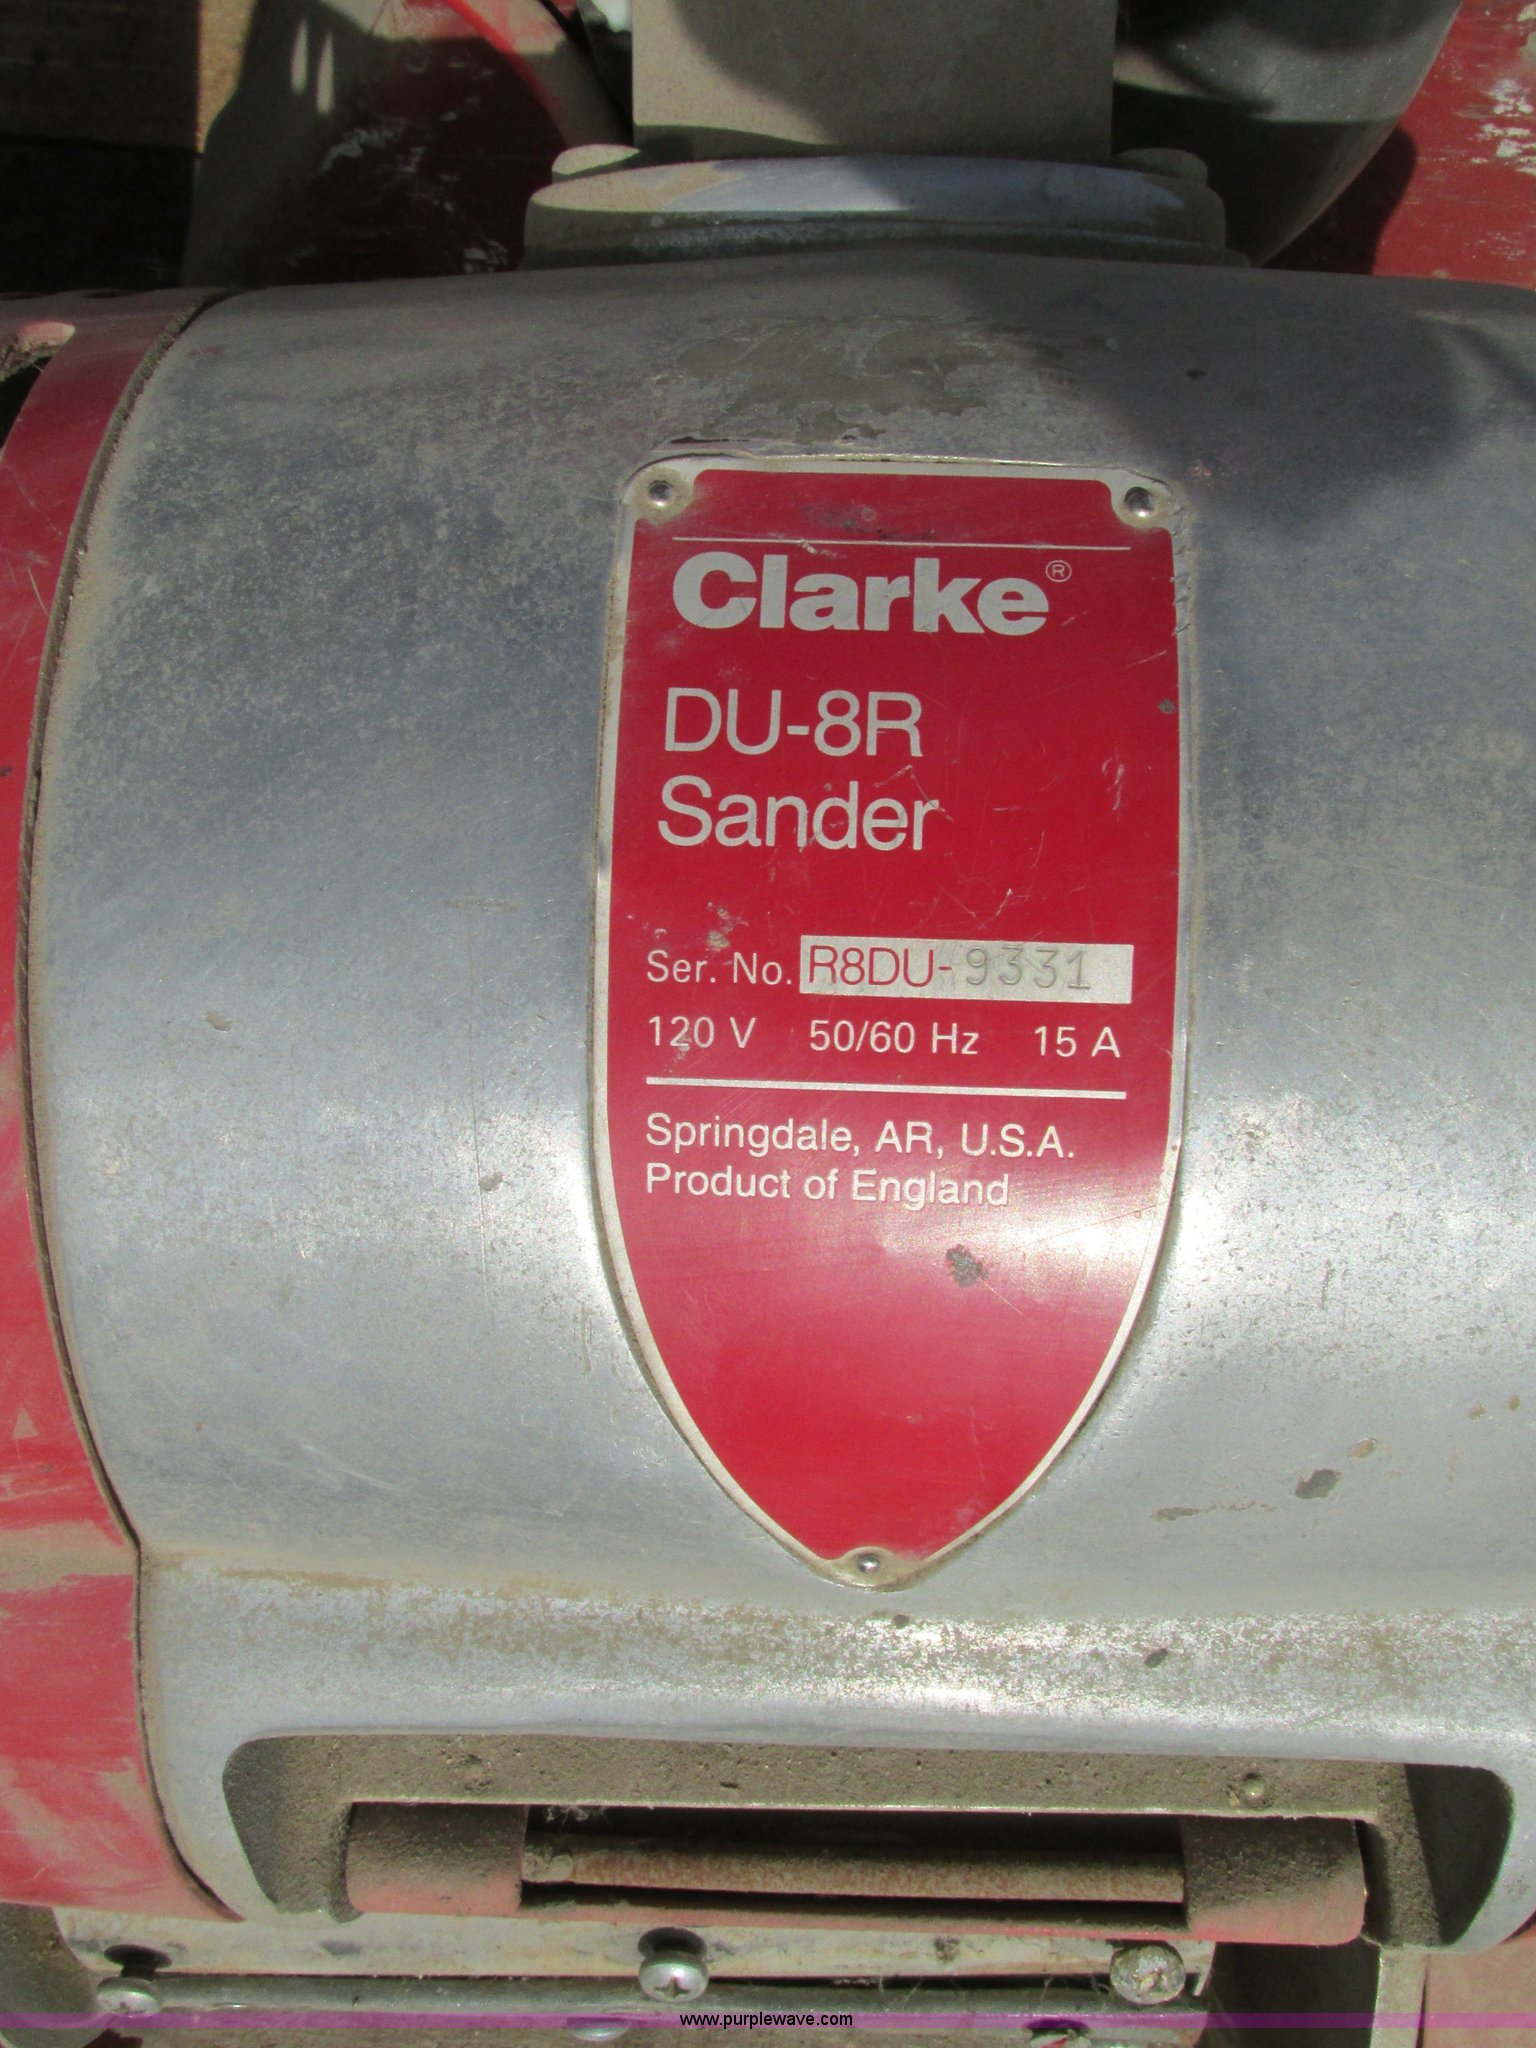 Clarke®
DU-8R
Sander
Ser. No. R8DU-9331
120 V 50/60 Hz 15 A
Springdale, AR, U.S.A.
Product of England
www.purplewave.com